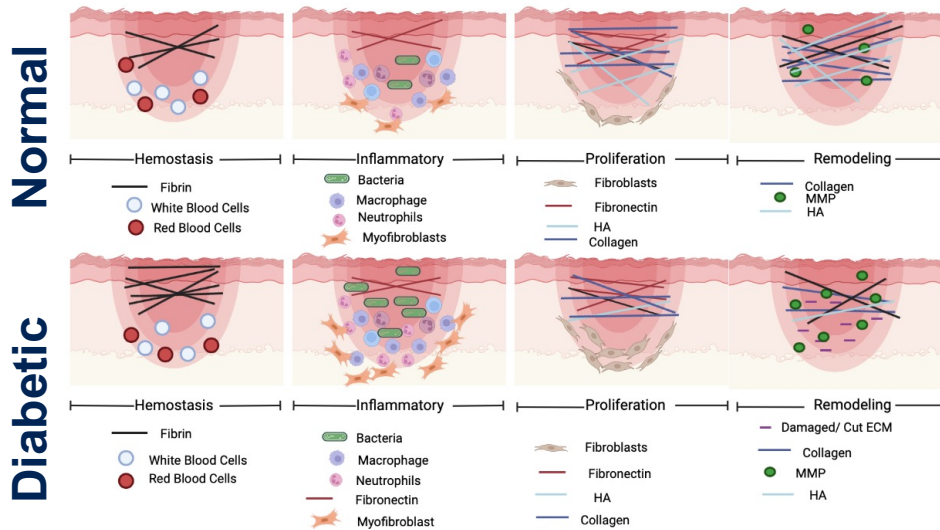 Normal
Hemostasis
Fibrin
White Blood Cells
Red Blood Cells
Inflammatory
Bacteria
Macrophage
Neutrophils
Myofibroblasts
Proliferation
Fibroblasts
Fibronectin
HA
Collagen
Remodeling
Collagen
MMP
HA
Diabetic
Hemostasis
Fibrin
White Blood Cells
Red Blood Cells
Inflammatory
Bacteria
Macrophage
Neutrophils
Fibronectin
Myofibroblast
Proliferation
Fibroblasts
Fibronectin
HA
Collagen
Remodeling
Damaged/ Cut ECM
Collagen
MMP
HA